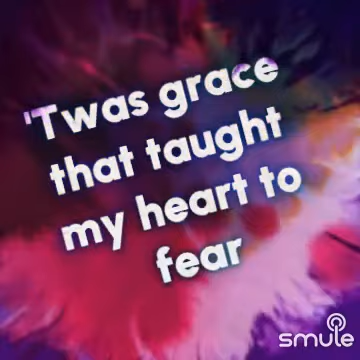 'Twas grace
that taught
my heart to
fear
smule